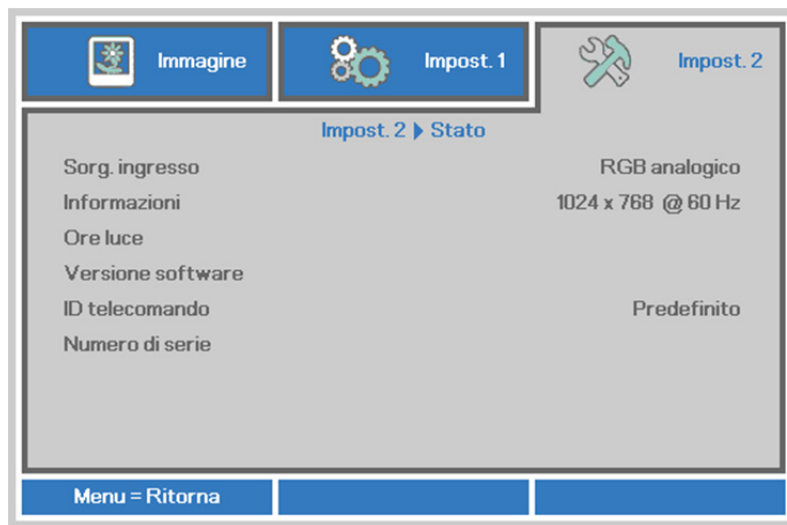 Immagine
Impost. 1
Impost. 2
Impost. 2 ▶ Stato
Sorg. ingresso RGB analogico
Informazioni 1024 x 768 @ 60 Hz
Ore luce
Versione software
ID telecomando Predefinito
Numero di serie
Menu = Ritorna